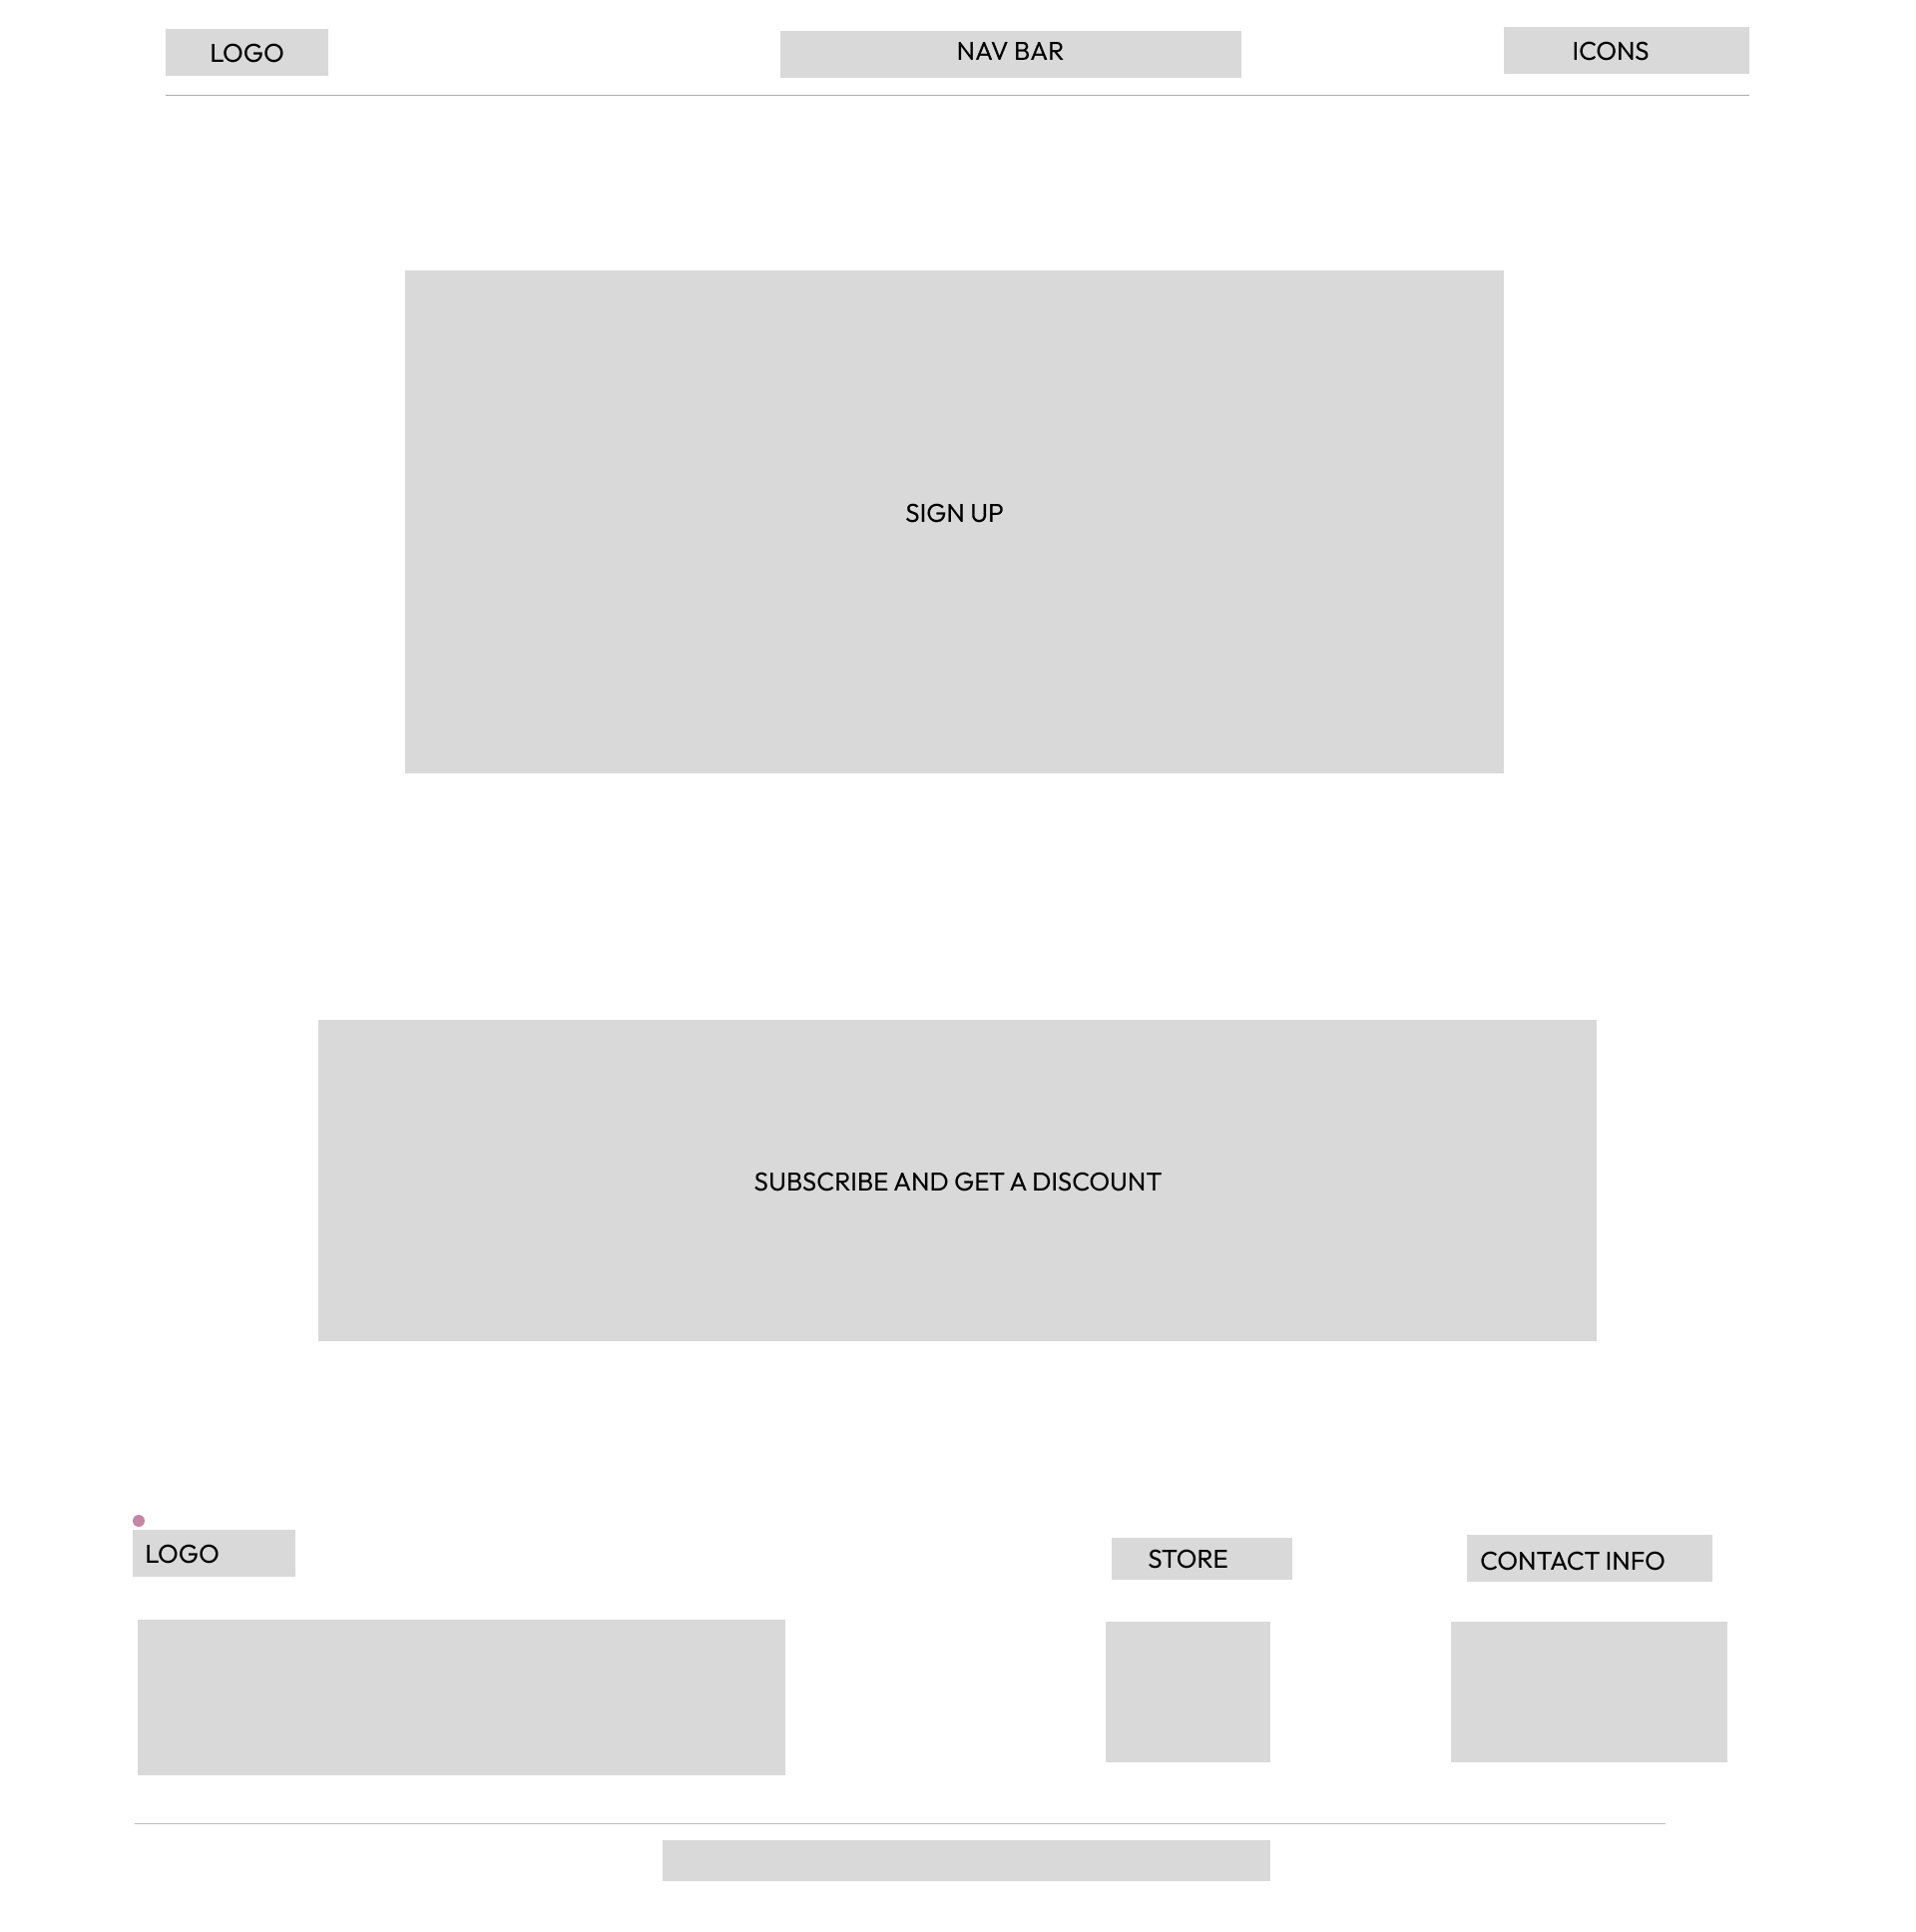 LOGO
NAV BAR
ICONS
SIGN UP
SUBSCRIBE AND GET A DISCOUNT
LOGO
STORE
CONTACT INFO